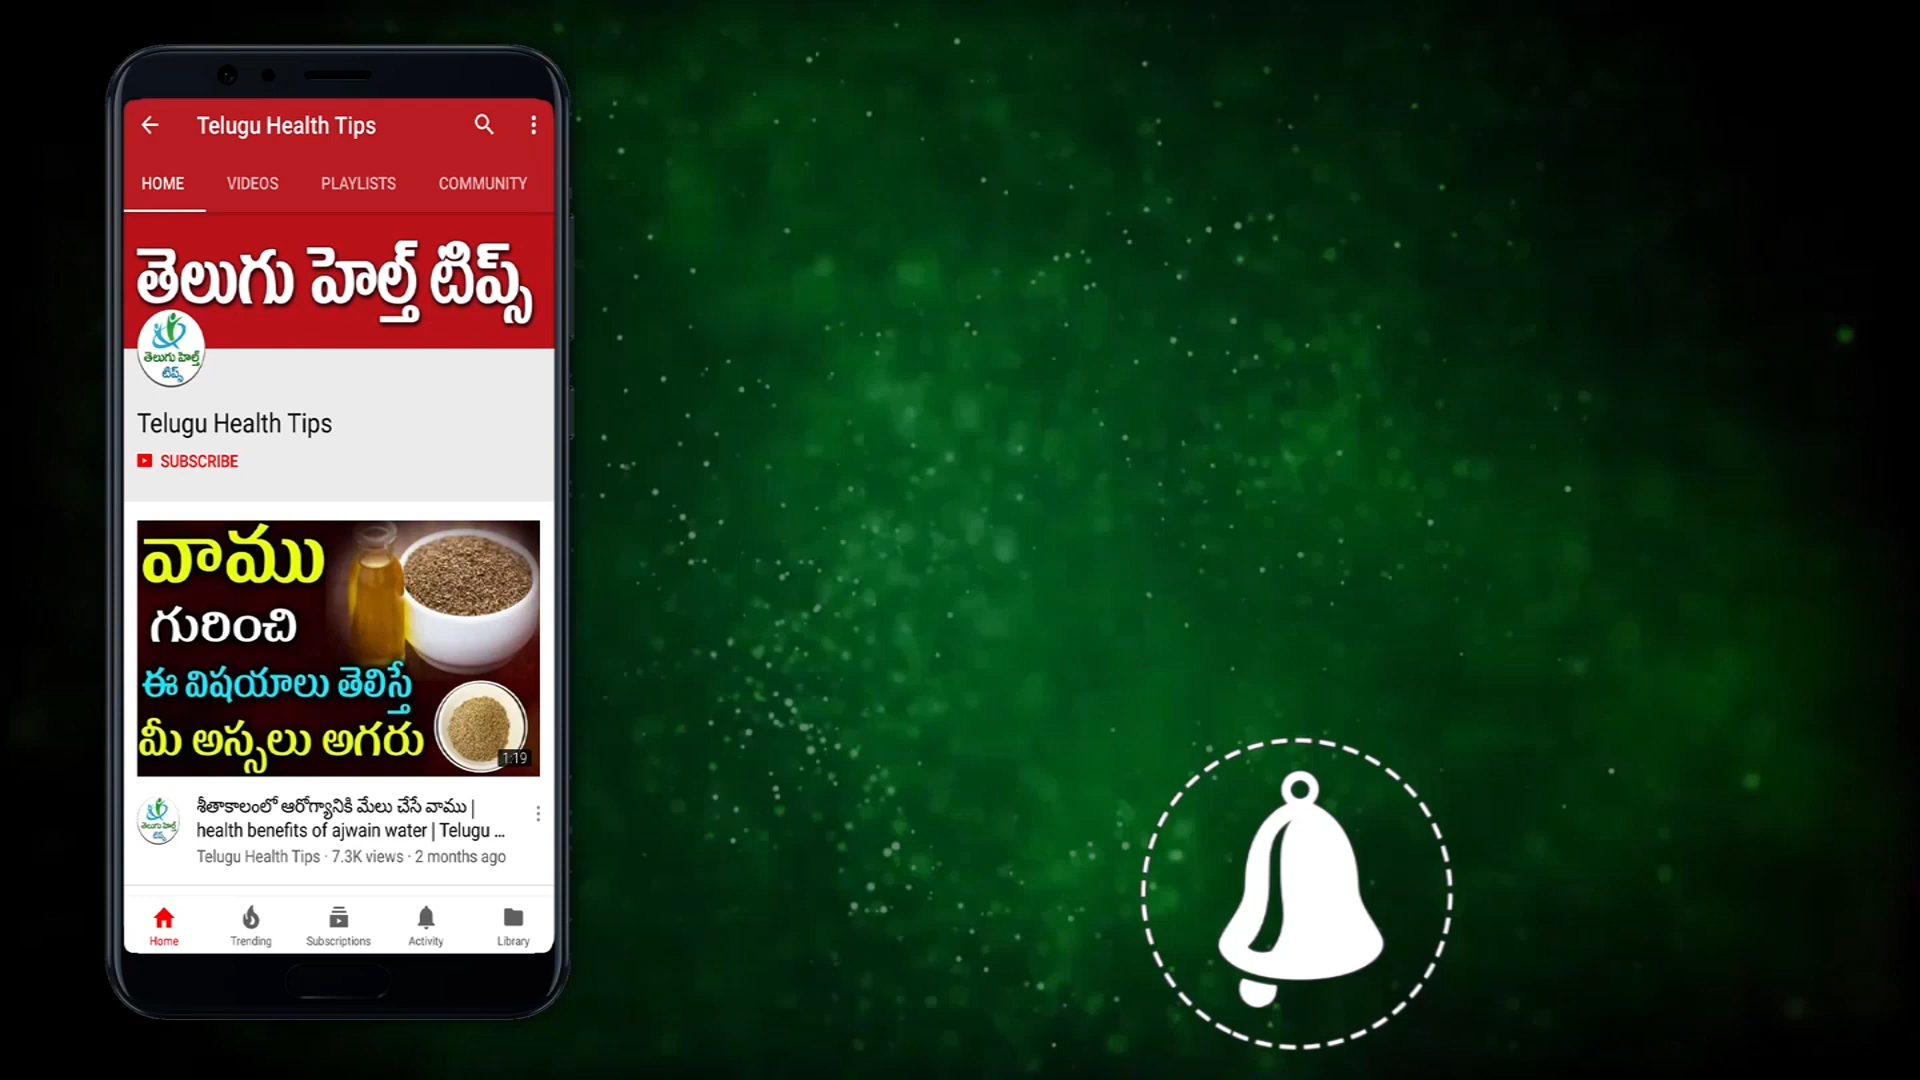 Telugu Health Tips
HOME VIDEOS PLAYLISTS COMMUNITY
తెలుగు హెల్త్ టిప్స్
తెలుగు హెల్త్
టిప్స్
Telugu Health Tips
SUBSCRIBE
వాము
గురించి
ఈ విషయాలు తెలిస్తే
మీ అస్సలు అగరు
1:19
తెలుగు హెల్త్
టిప్స్
శీతాకాలంలో ఆరోగ్యానికి మేలు చేసే వాము |
health benefits of ajwain water | Telugu ...
Telugu Health Tips · 7.3K views · 2 months ago
Home Trending Subscriptions Activity Library